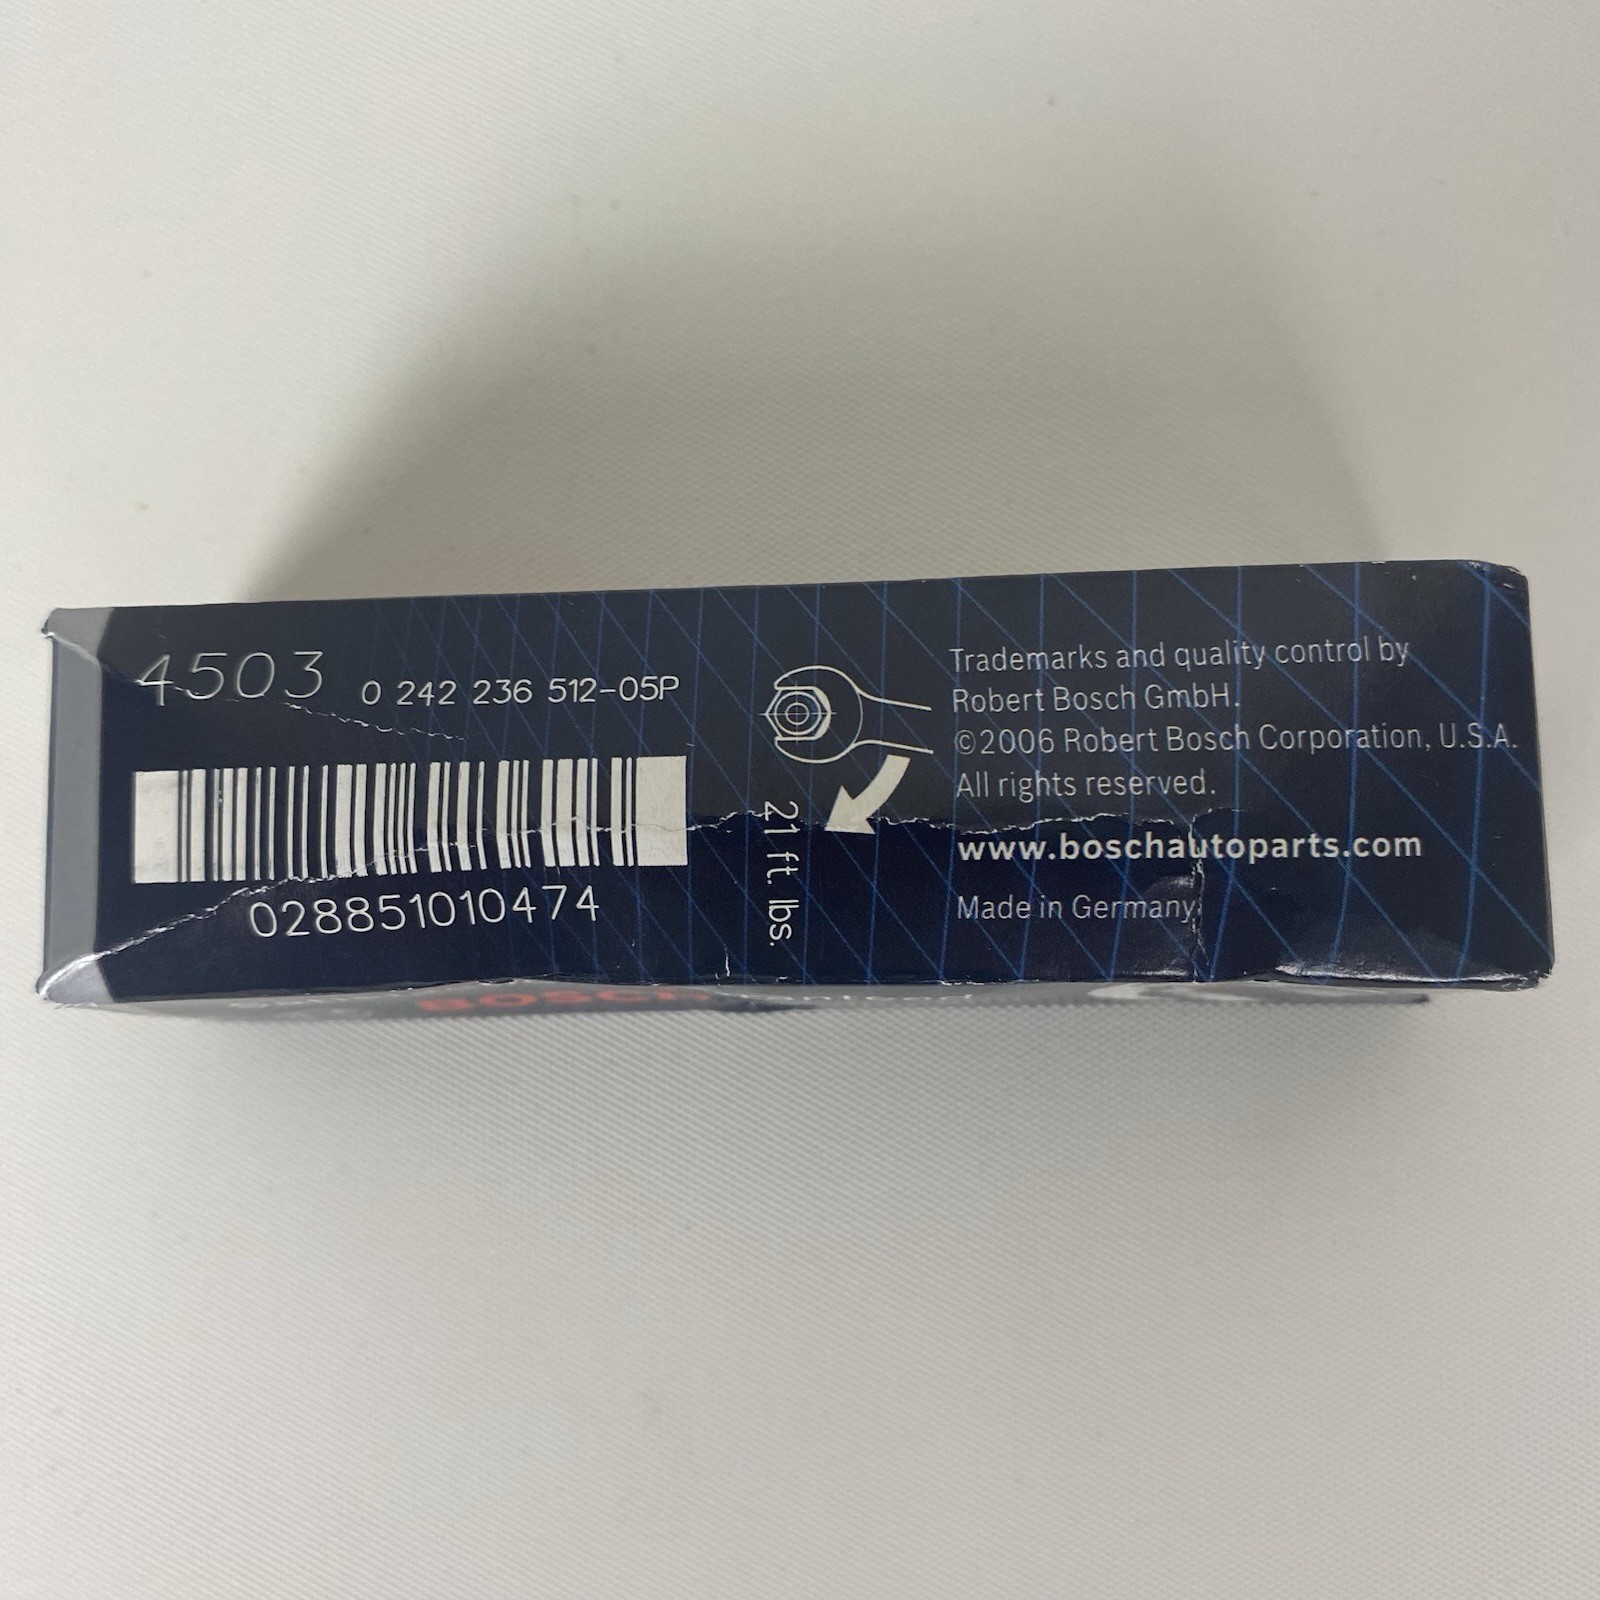 4503 0 242 236 512-05P
028851010474
21 ft. lbs.
Trademarks and quality control by
Robert Bosch GmbH.
©2006 Robert Bosch Corporation, U.S.A.
All rights reserved.
www.boschautoparts.com
Made in Germany
BOSCH